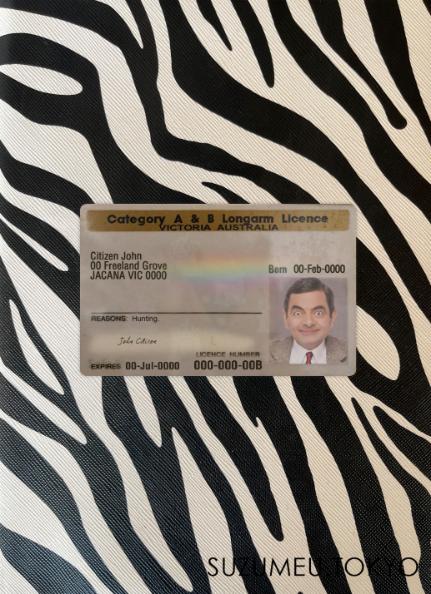 Category A & B Longarm Licence
VICTORIA AUSTRALIA
Citizen John
00 Freeland Grove
JACANA VIC 0000
Born 00-Feb-0000
REASONS: Hunting.
John Citizen
LICENCE NUMBER
EXPIRES 00-Jul-0000 000-000-00B
SUZUMEU.TOKYO